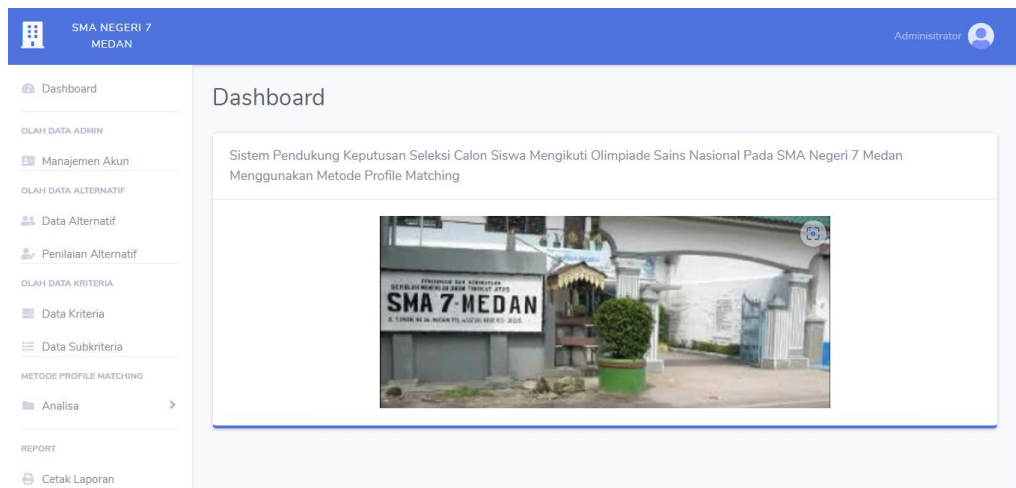 SMA NEGERI 7
MEDAN
Adminisitrator
Dashboard
OLAH DATA ADMIN
Manajemen Akun
OLAH DATA ALTERNATIF
Data Alternatif
Penilaian Alternatif
OLAH DATA KRITERIA
Data Kriteria
Data Subkriteria
METODE PROFILE MATCHING
Analisa
REPORT
Cetak Laporan
Dashboard
Sistem Pendukung Keputusan Seleksi Calon Siswa Mengikuti Olimpiade Sains Nasional Pada SMA Negeri 7 Medan
Menggunakan Metode Profile Matching
SMA 7-MEDAN